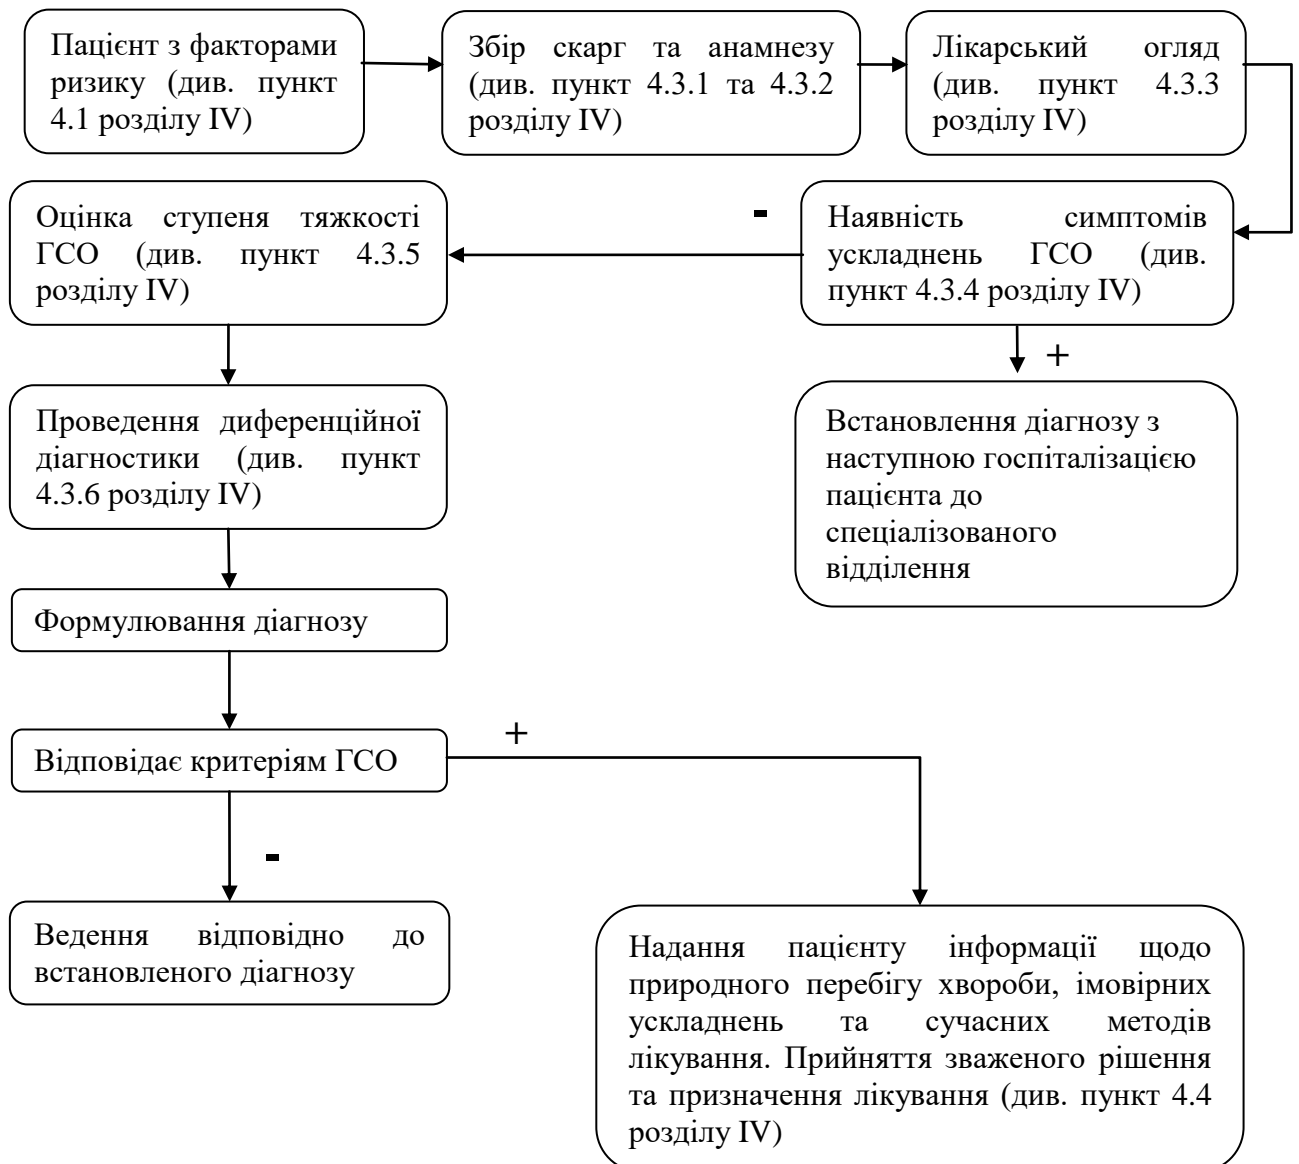 Пацієнт з факторами
ризику (див. пункт
4.1 розділу IV)
Збір скарг та анамнезу
(див. пункт 4.3.1 та 4.3.2
розділу IV)
Лікарський огляд
(див. пункт 4.3.3
розділу IV)
Наявність симптомів
ускладнень ГСО (див.
пункт 4.3.4 розділу IV)
-
Оцінка ступеня тяжкості
ГСО (див. пункт 4.3.5
розділу IV)
+
Встановлення діагнозу з
наступною госпіталізацією
пацієнта до
спеціалізованого
відділення
Проведення диференційної
діагностики (див. пункт
4.3.6 розділу IV)
Формулювання діагнозу
Відповідає критеріям ГСО
+
-
Ведення відповідно до
встановленого діагнозу
Надання пацієнту інформації щодо
природного перебігу хвороби, імовірних
ускладнень та сучасних методів
лікування. Прийняття зваженого рішення
та призначення лікування (див. пункт 4.4
розділу IV)